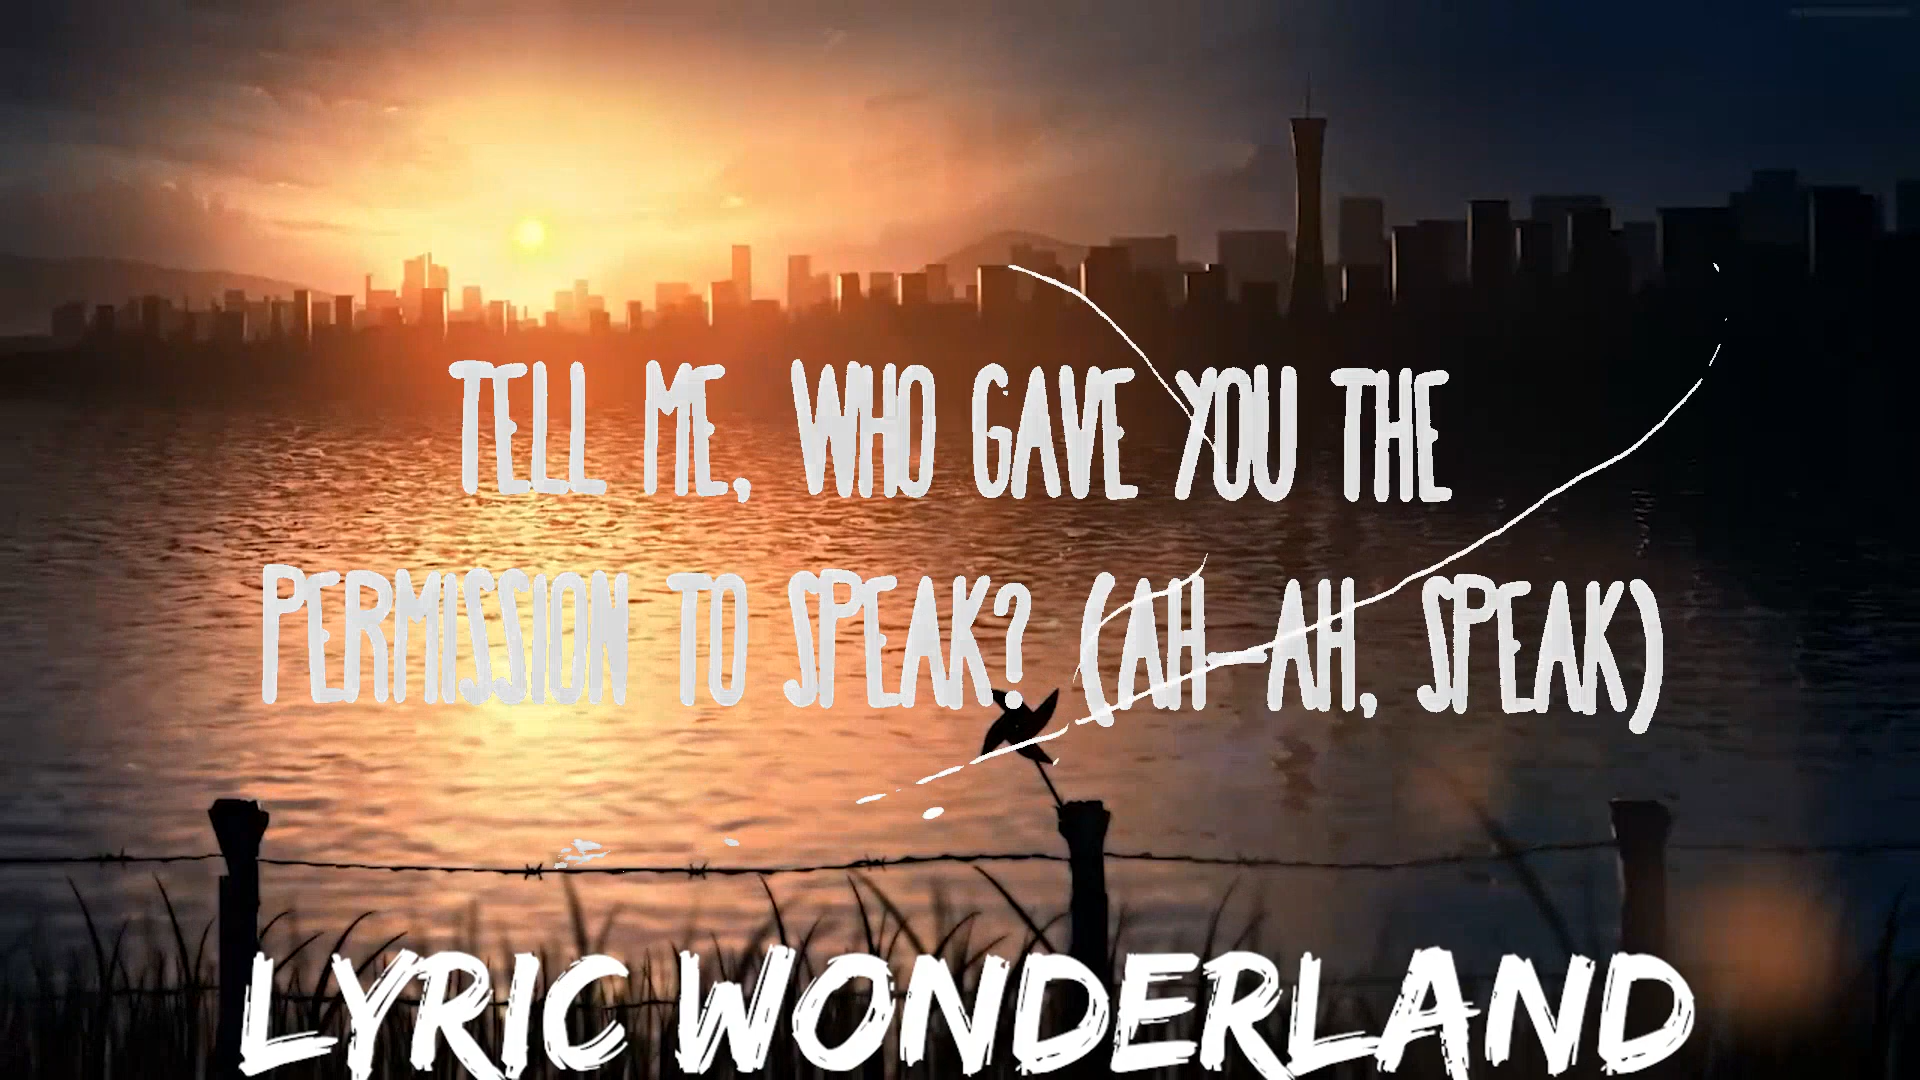 TELL ME, WHO GAVE YOU THE
PERMISSION TO SPEAK? (AH-AH, SPEAK)
LYRIC WONDERLAND